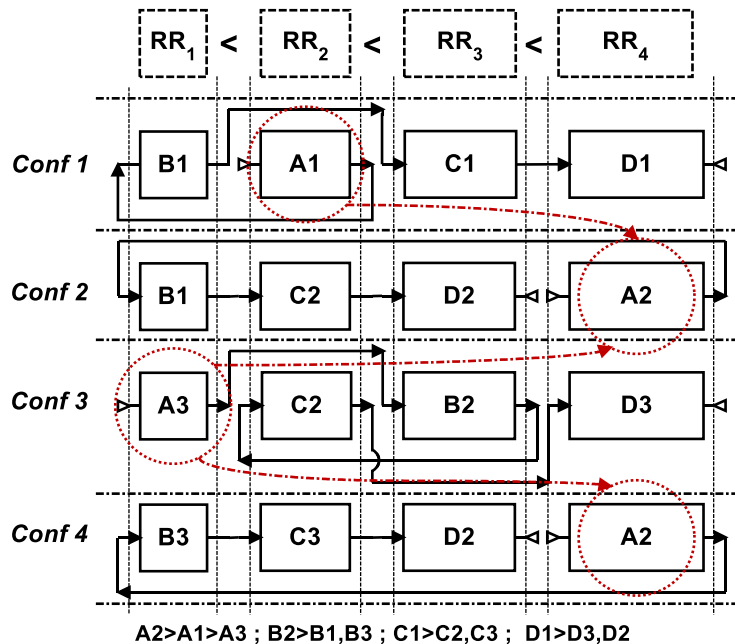 RR1 < RR2 < RR3 < RR4
Conf 1 B1 A1 C1 D1
Conf 2 B1 C2 D2 A2
Conf 3 A3 C2 B2 D3
Conf 4 B3 C3 D2 A2
A2>A1>A3 ; B2>B1,B3 ; C1>C2,C3 ; D1>D3,D2